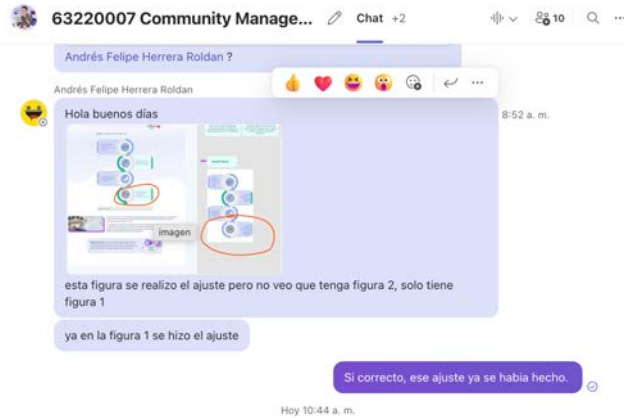 63220007 Community Manage...
Chat +2
10
Andrés Felipe Herrera Roldan ?
Andrés Felipe Herrera Roldan
Hola buenos días
8:52 a. m.
imagen
esta figura se realizo el ajuste pero no veo que tenga figura 2, solo tiene
figura 1
ya en la figura 1 se hizo el ajuste
Si correcto, ese ajuste ya se habia hecho.
Hoy 10:44 a. m.